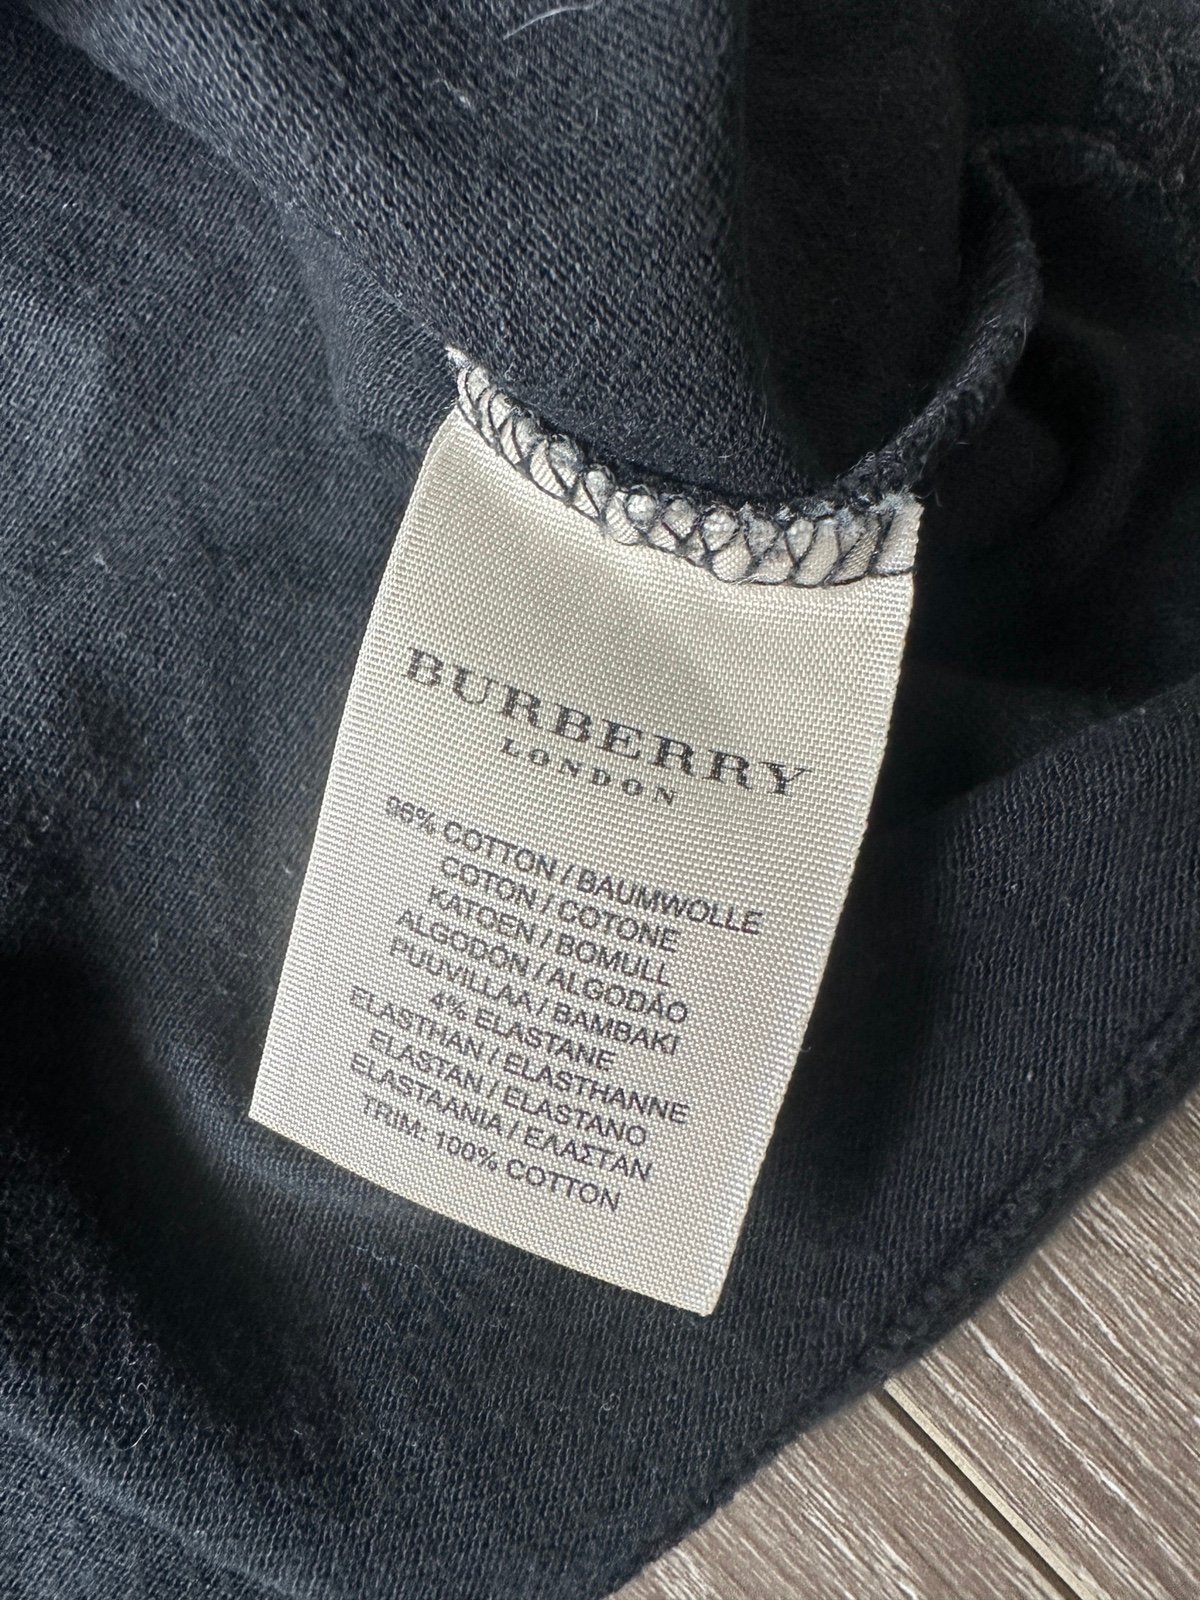 BURBERRY
LONDON
96% COTTON / BAUMWOLLE
COTON / COTONE
KATOEN / BOMULL
ALGODÓN / ALGODÃO
PUUVILLAA / BAMBAKI
4% ELASTANE
ELASTHAN / ELASTHANNE
ELASTAN / ELASTANO
ELASTAANIA / ΕΛΑΣΤΑΝ
TRIM: 100% COTTON